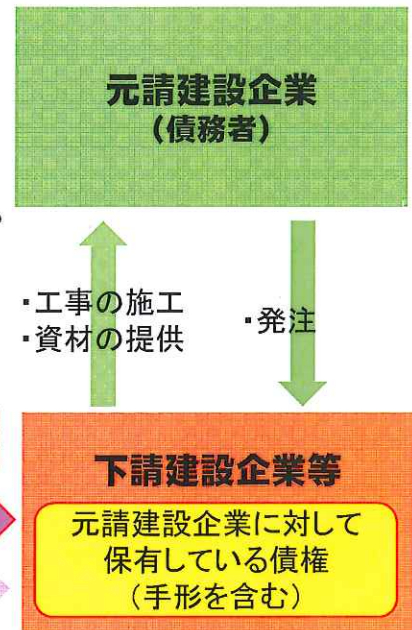 元請建設企業
(債務者)
・工事の施工
・資材の提供
・発注
下請建設企業等
元請建設企業に対して
保有している債権
(手形を含む)